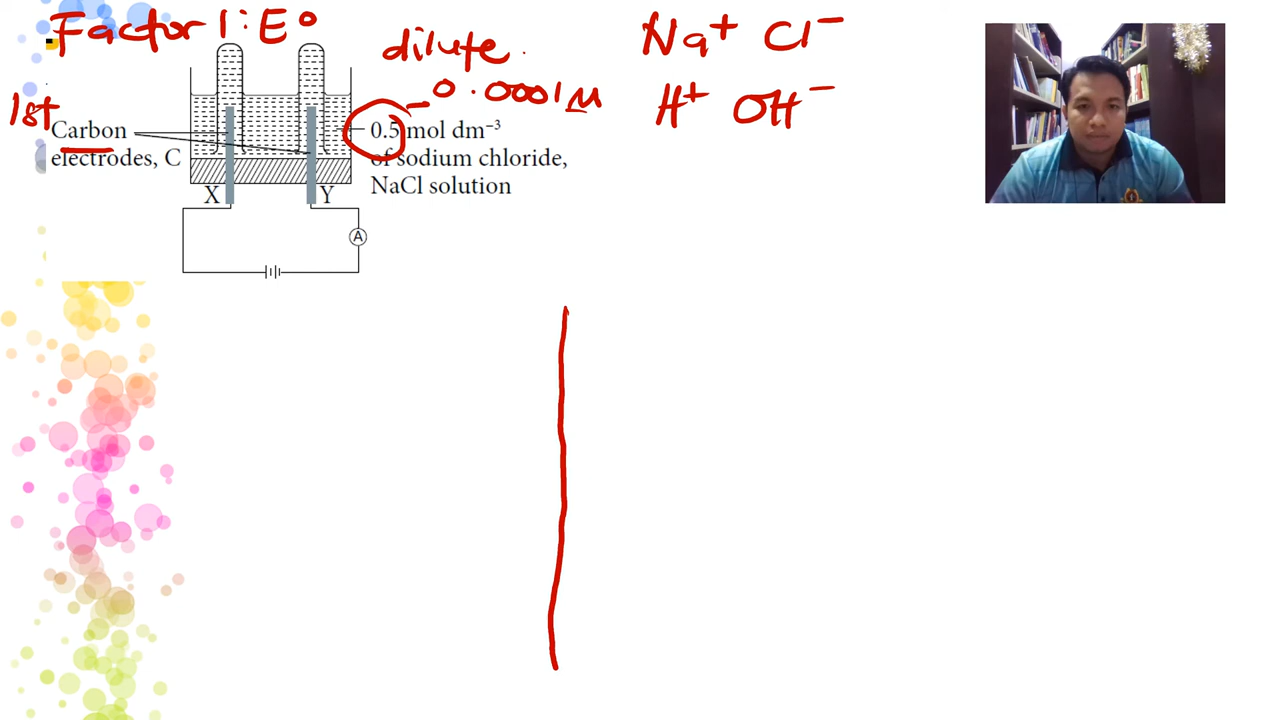 Factor 1: E°
dilute.
0.0001 M
Na⁺ Cl⁻
H⁺ OH⁻
1st
Carbon
electrodes, C
0.5 mol dm⁻³
of sodium chloride,
NaCl solution
X
Y
A